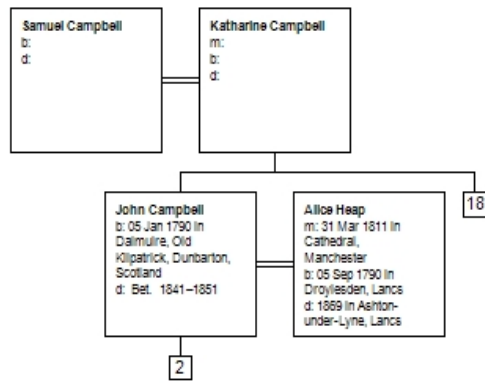 Samuel Campbell
b:
d:
Katharine Campbell
m:
b:
d:
18
John Campbell
b: 05 Jan 1790 in
Dalmuire, Old
Kilpatrick, Dunbarton,
Scotland
d: Bet. 1841–1851
Alice Heap
m: 31 Mar 1811 in
Cathedral,
Manchester
b: 05 Sep 1790 in
Droylesden, Lancs
d: 1869 in Ashton-
under-Lyne, Lancs
2